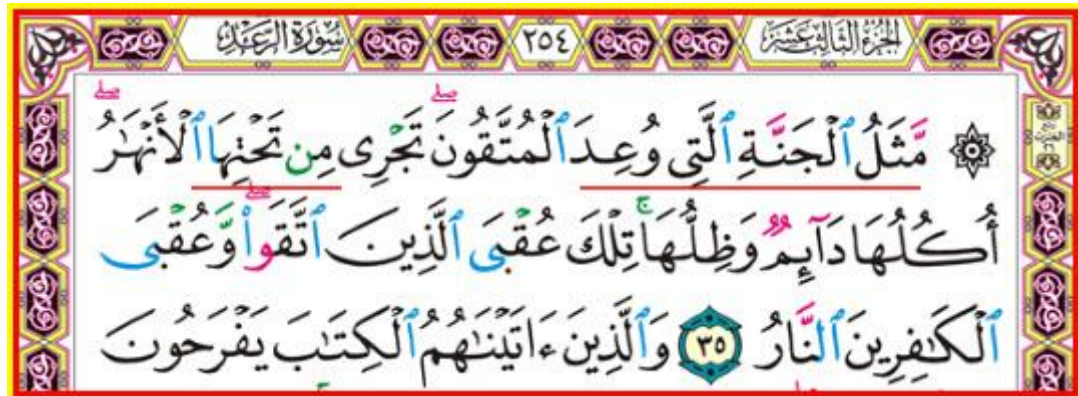 الجزء الثالث عشر ٢٥٤ سورة الرعد
۞ مَّثَلُ ٱلْجَنَّةِ ٱلَّتِى وُعِدَ ٱلْمُتَّقُونَۖ تَجْرِى مِن تَحْتِهَا ٱلْأَنْهَـٰرُۖ
أُكُلُهَا دَآئِمٌ وَظِلُّهَاۚ تِلْكَ عُقْبَى ٱلَّذِينَ ٱتَّقَوا۟ۖ وَّعُقْبَى
ٱلْكَـٰفِرِينَ ٱلنَّارُ ٣٥ وَٱلَّذِينَ ءَاتَيْنَـٰهُمُ ٱلْكِتَـٰبَ يَفْرَحُونَ